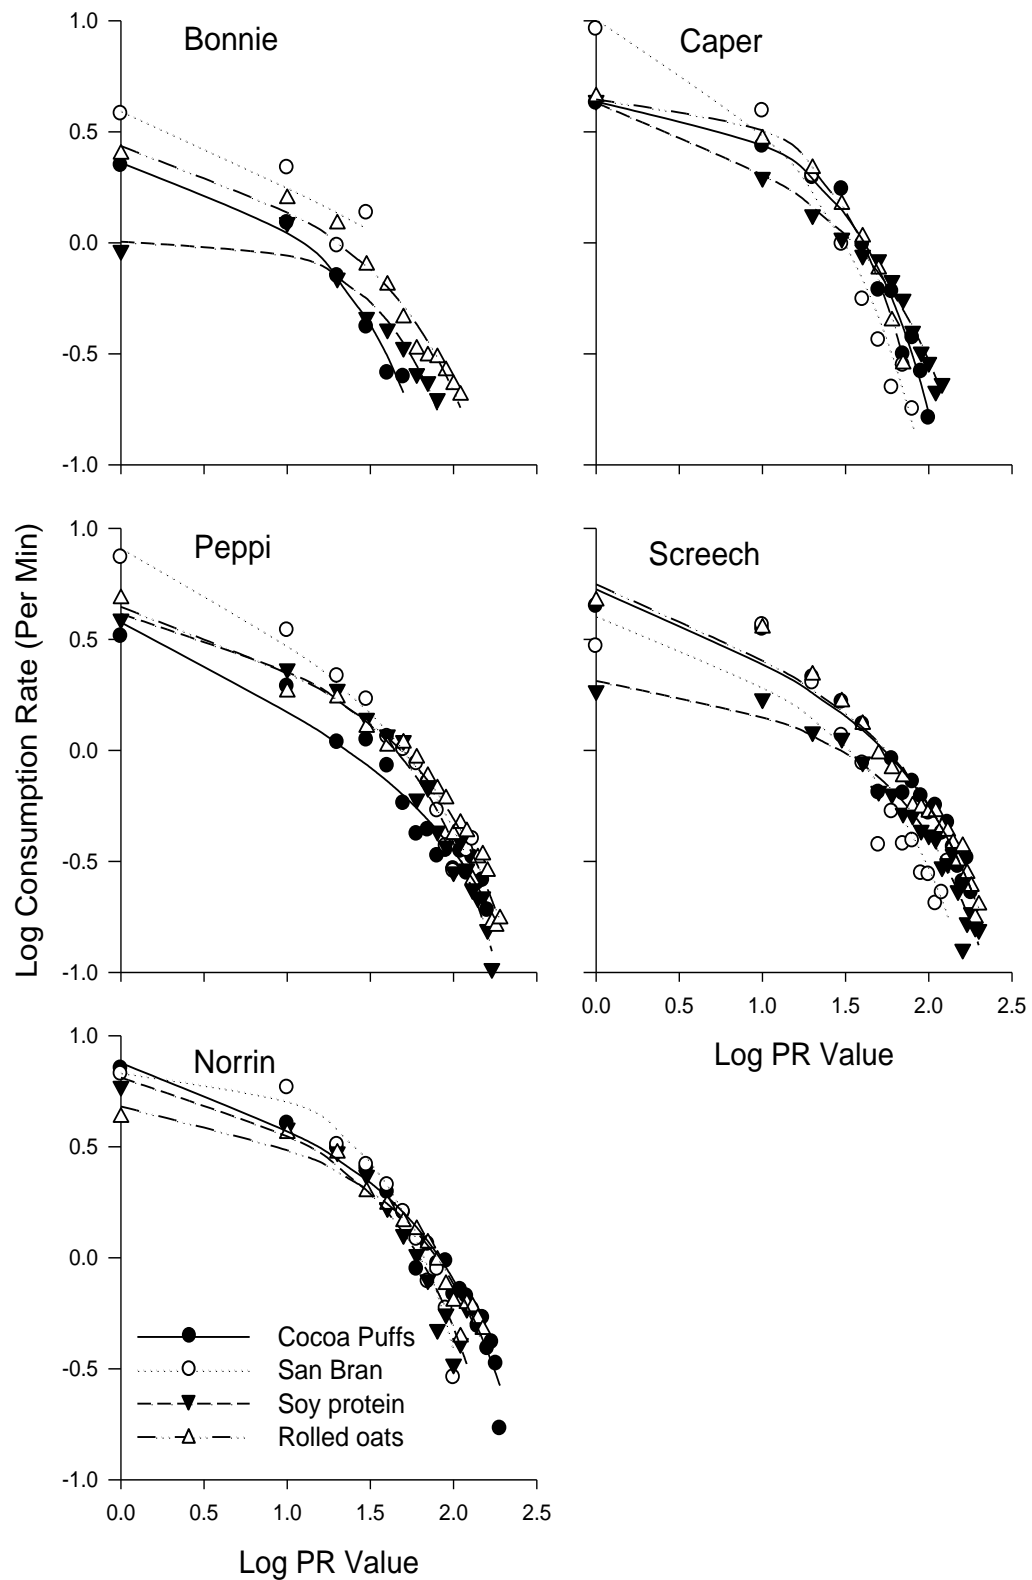 1.0
Bonnie
Caper
0.5
0.0
-0.5
-1.0
1.0
Peppi
Screech
0.5
0.0
-0.5
-1.0
0.0 0.5 1.0 1.5 2.0 2.5
Log PR Value
Log Consumption Rate (Per Min)
1.0
Norrin
0.5
0.0
Cocoa Puffs
San Bran
-0.5
Soy protein
Rolled oats
-1.0
0.0 0.5 1.0 1.5 2.0 2.5
Log PR Value